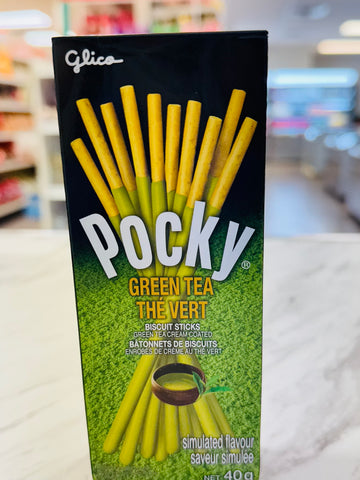 Glico
Pocky®
GREEN TEA
THÉ VERT
BISCUIT STICKS
GREEN TEA CREAM COATED
BÂTONNETS DE BISCUITS
ENROBÉS DE CRÈME AU THÉ VERT
simulated flavour
saveur simulée
NET 40g